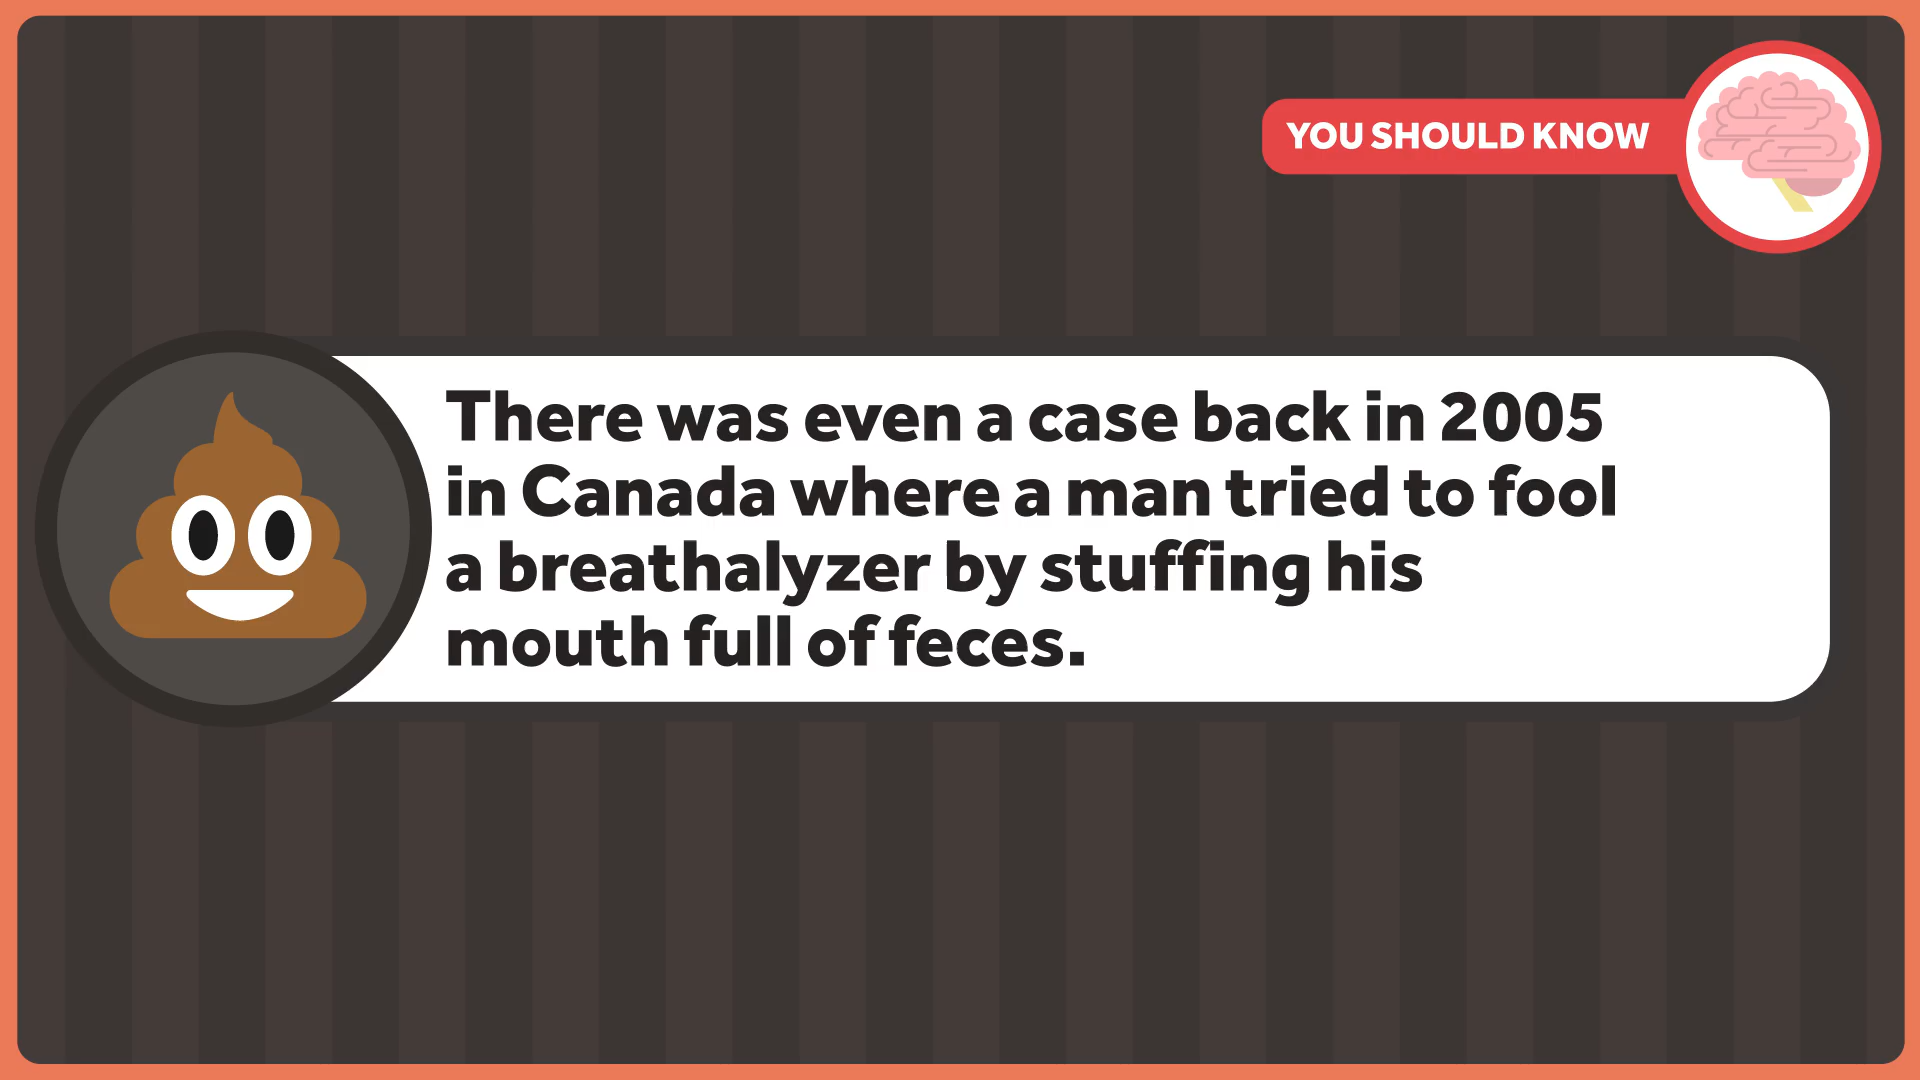 YOU SHOULD KNOW
There was even a case back in 2005
in Canada where a man tried to fool
a breathalyzer by stuffing his
mouth full of feces.